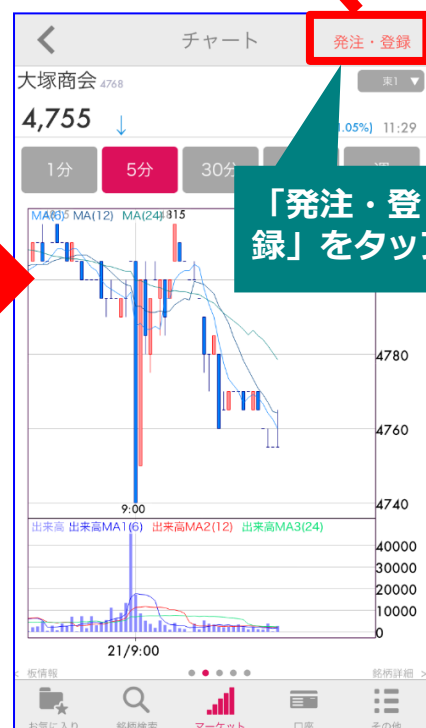 チャート
発注・登録
大塚商会 4768
東1 ▼
4,755 ↓
.05%) 11:29
1分
5分
30分
「発注・登
録」をタップ
MA(6) MA(12) MA(24)
4815
4780
4760
4740
9:00
出来高 出来高MA1(6) 出来高MA2(12) 出来高MA3(24)
40000
30000
20000
10000
0
21/9:00
< 板情報
銘柄詳細 >
お気に入り
銘柄検索
マーケット
口座
その他